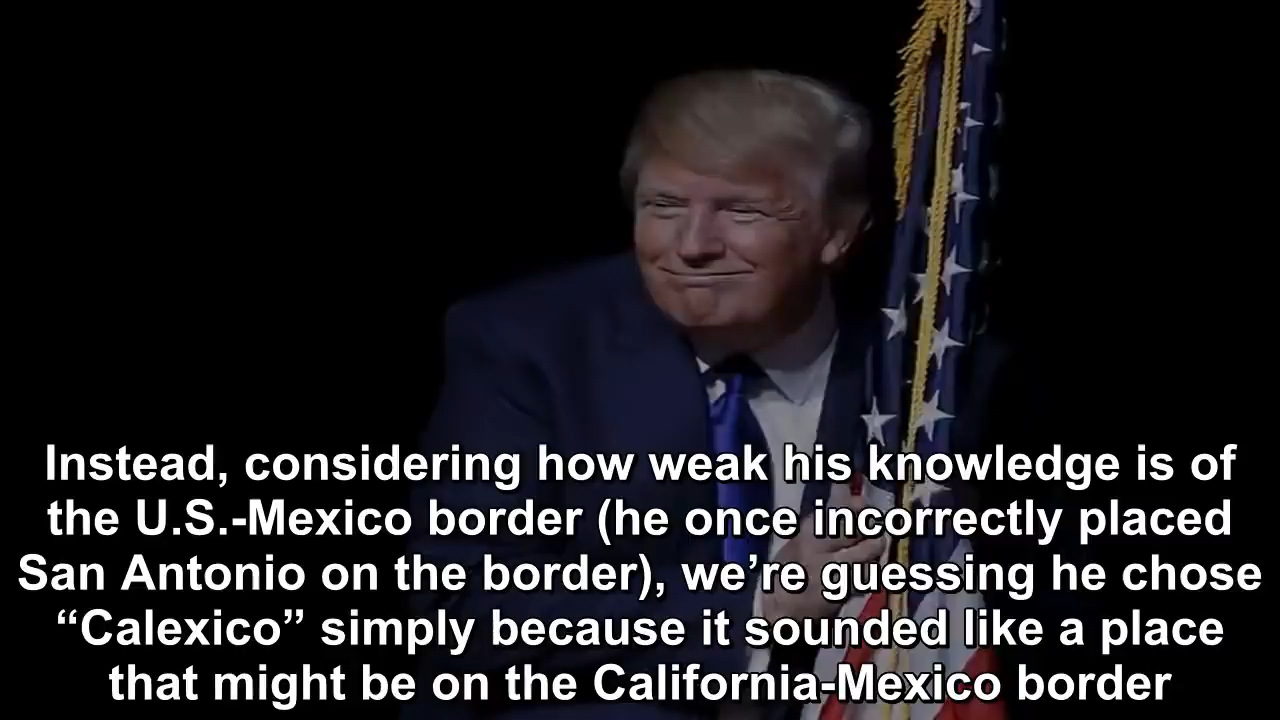 Instead, considering how weak his knowledge is of
the U.S.-Mexico border (he once incorrectly placed
San Antonio on the border), we’re guessing he chose
“Calexico” simply because it sounded like a place
that might be on the California-Mexico border